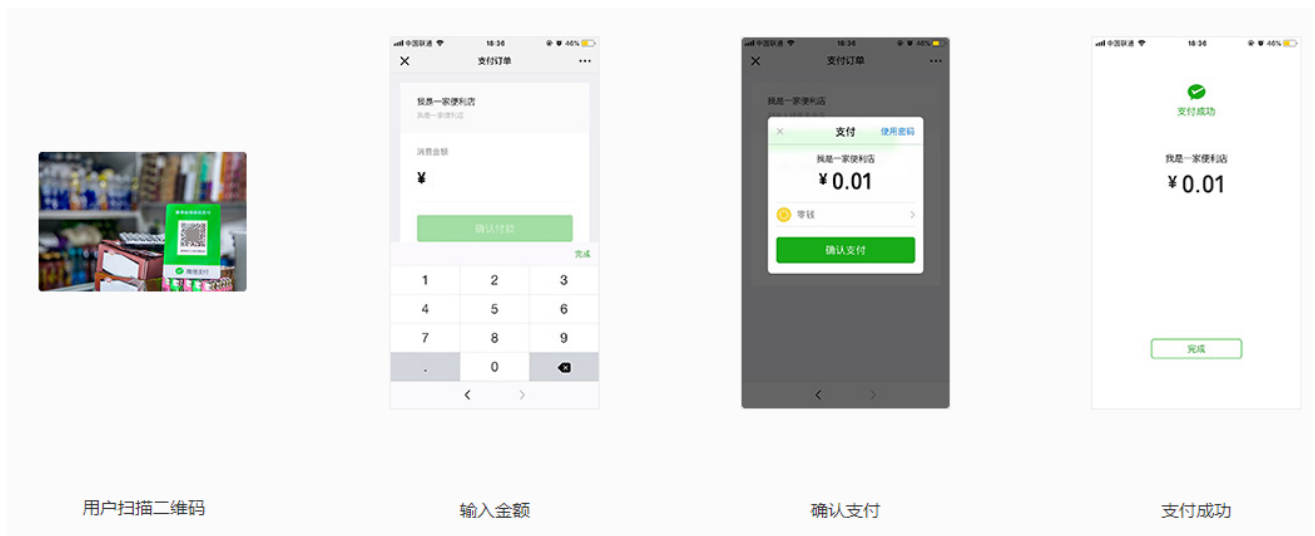 中国联通 18:36 46%
支付订单
我是一家便利店
我是一家便利店
消费金额
¥
确认付款
完成
1 2 3
4 5 6
7 8 9
. 0
中国联通 18:36 46%
支付订单
我是一家便利店
支付 使用密码
我是一家便利店
¥ 0.01
零钱
确认支付
中国联通 18:36 46%
支付成功
我是一家便利店
¥ 0.01
完成
微信支付
用户扫描二维码
输入金额
确认支付
支付成功